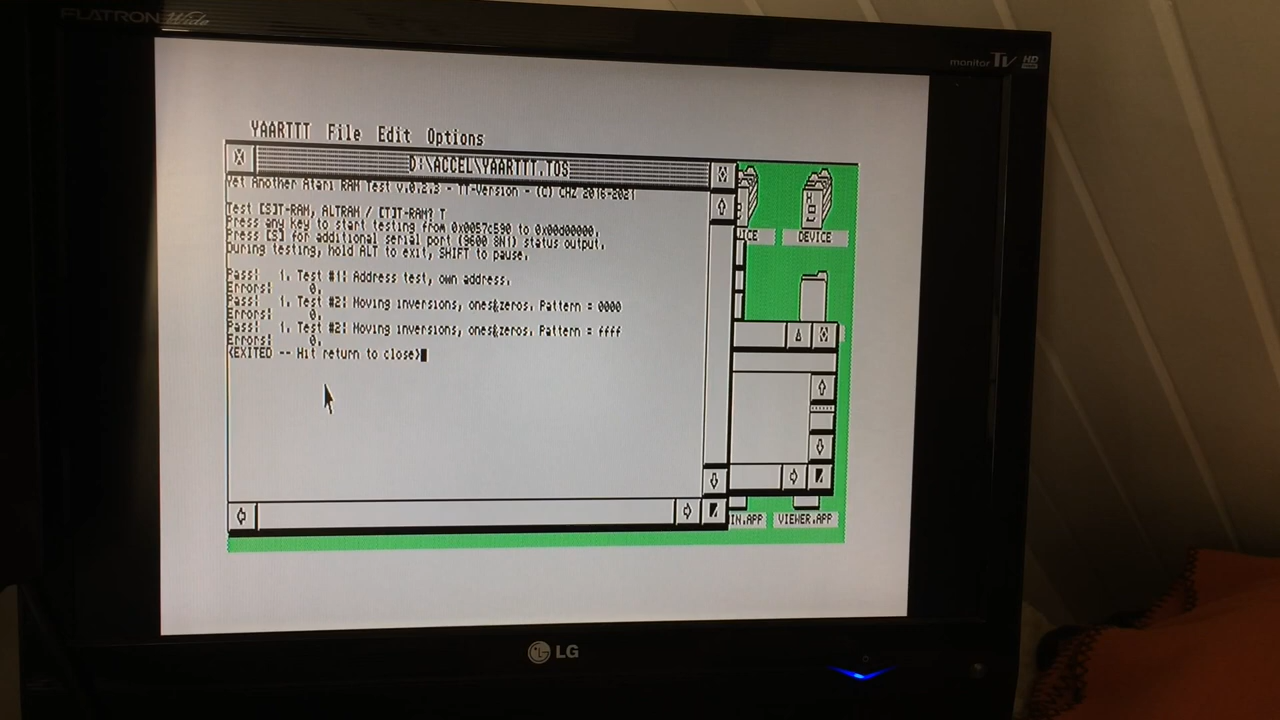 FLATRON Wide
monitor TV HD
YAARTTT File Edit Options
D:\ACCEL\YAARTTT.TOS
Yet Another Atari RAM Test v.0.2.3 - TT-Version - (C) CHZ 2016-2021
Test [S]T-RAM, ALTRAM / [T]T-RAM? T
Press any key to start testing from 0x0057c590 to 0x00d00000.
Press [S] for additional serial port (9600 8N1) status output.
During testing, hold ALT to exit, SHIFT to pause.
Pass: 1. Test #1: Address test, own address.
Errors: 0.
Pass: 1. Test #2: Moving inversions, ones&zeros. Pattern = 0000
Errors: 0.
Pass: 1. Test #2: Moving inversions, ones&zeros. Pattern = ffff
Errors: 0.
<EXITED -- Hit return to close>
ICE
DEVICE
IN.APP
VIEWER.APP
LG